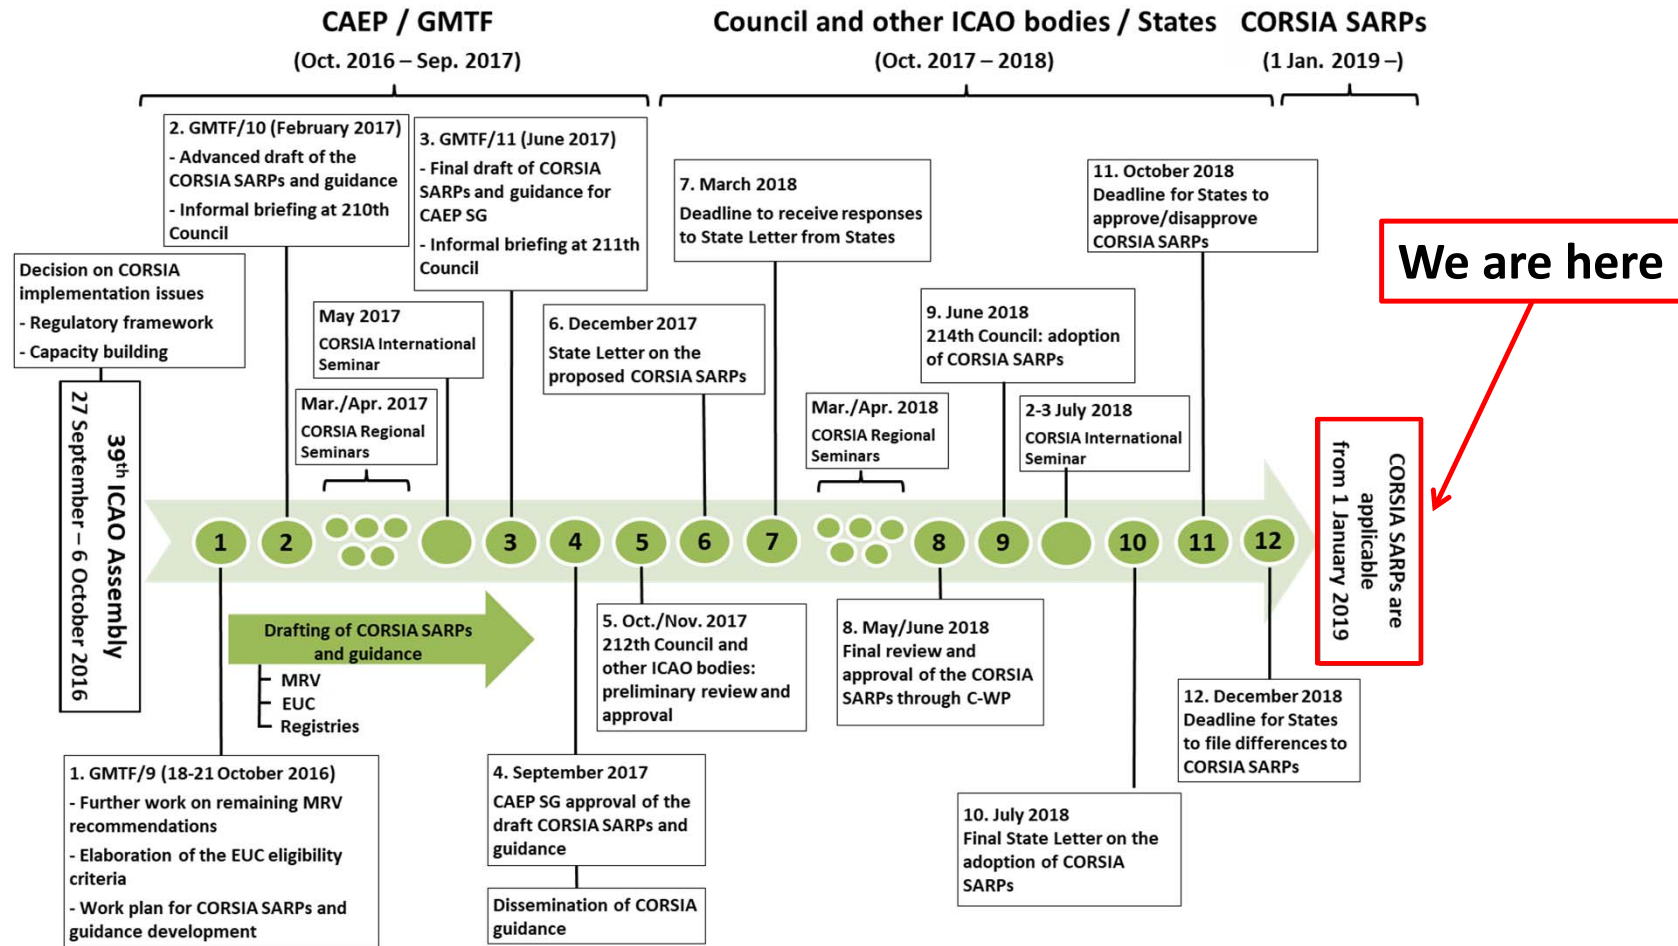 CAEP / GMTF
(Oct. 2016 – Sep. 2017)
Council and other ICAO bodies / States
(Oct. 2017 – 2018)
CORSIA SARPs
(1 Jan. 2019 –)
Decision on CORSIA
implementation issues
- Regulatory framework
- Capacity building
39th ICAO Assembly
27 September – 6 October 2016
2. GMTF/10 (February 2017)
- Advanced draft of the
CORSIA SARPs and guidance
- Informal briefing at 210th
Council
Mar./Apr. 2017
CORSIA Regional
Seminars
May 2017
CORSIA International
Seminar
3. GMTF/11 (June 2017)
- Final draft of CORSIA
SARPs and guidance for
CAEP SG
- Informal briefing at 211th
Council
6. December 2017
State Letter on the
proposed CORSIA SARPs
7. March 2018
Deadline to receive responses
to State Letter from States
Mar./Apr. 2018
CORSIA Regional
Seminars
9. June 2018
214th Council: adoption
of CORSIA SARPs
2-3 July 2018
CORSIA International
Seminar
11. October 2018
Deadline for States to
approve/disapprove
CORSIA SARPs
We are here
CORSIA SARPs are
applicable
from 1 January 2019
1
2
3
4
5
6
7
8
9
10
11
12
Drafting of CORSIA SARPs
and guidance
MRV
EUC
Registries
1. GMTF/9 (18-21 October 2016)
- Further work on remaining MRV
recommendations
- Elaboration of the EUC eligibility
criteria
- Work plan for CORSIA SARPs and
guidance development
4. September 2017
CAEP SG approval of the
draft CORSIA SARPs and
guidance
Dissemination of CORSIA
guidance
5. Oct./Nov. 2017
212th Council and
other ICAO bodies:
preliminary review and
approval
8. May/June 2018
Final review and
approval of the CORSIA
SARPs through C-WP
10. July 2018
Final State Letter on the
adoption of CORSIA
SARPs
12. December 2018
Deadline for States
to file differences to
CORSIA SARPs